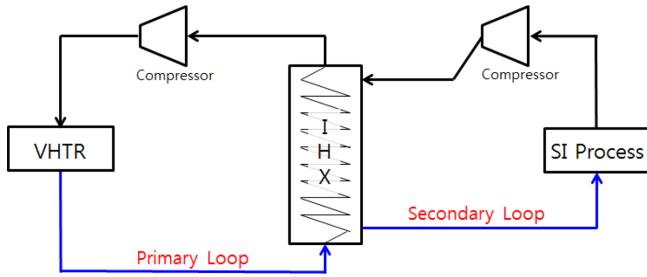 Compressor
Compressor
VHTR
I
H
X
SI Process
Secondary Loop
Primary Loop